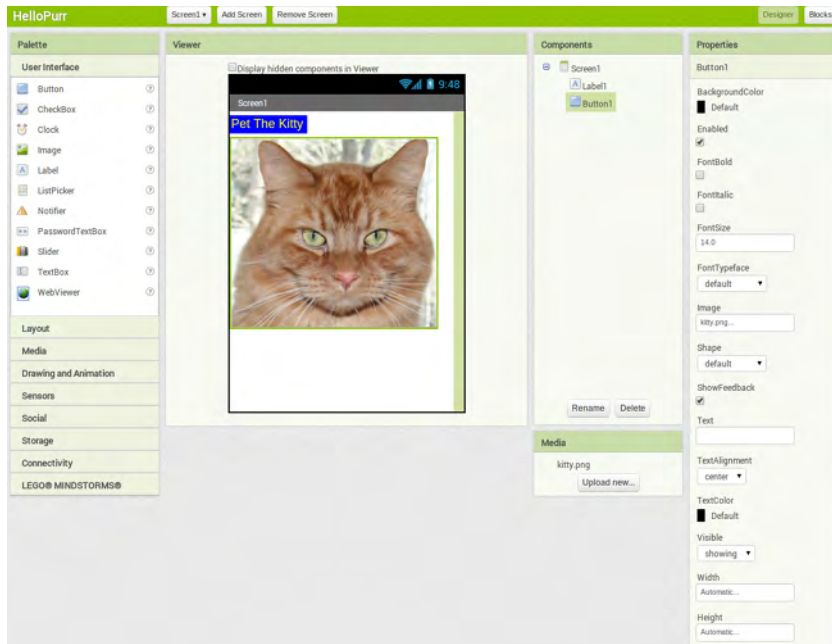 HelloPurr
Screen1 ▾ Add Screen Remove Screen
Designer Blocks
Palette
User Interface
Button
CheckBox
Clock
Image
Label
ListPicker
Notifier
PasswordTextBox
Slider
TextBox
WebViewer
Layout
Media
Drawing and Animation
Sensors
Social
Storage
Connectivity
LEGO® MINDSTORMS®
Viewer
Display hidden components in Viewer
9:48
Screen1
Pet The Kitty
Components
Screen1
Label1
Button1
Rename Delete
Media
kitty.png
Upload new...
Properties
Button1
BackgroundColor
Default
Enabled
FontBold
FontItalic
FontSize
14.0
FontTypeface
default
Image
kitty.png...
Shape
default
ShowFeedback
Text
TextAlignment
center
TextColor
Default
Visible
showing
Width
Automatic...
Height
Automatic...